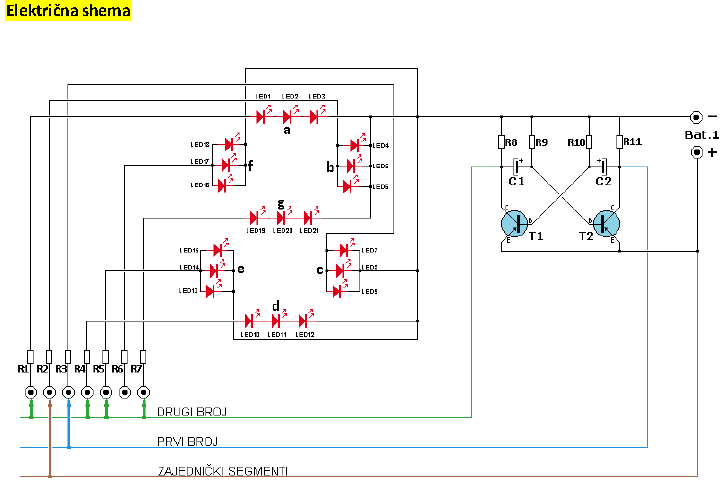 Električna shema
LED1 LED2 LED3
a
LED18
LED17
LED16
f
LED4
LED5
LED6
b
g
LED19 LED20 LED21
LED15
LED14
LED13
e
LED7
LED8
LED9
c
d
LED10 LED11 LED12
R8 R9 R10 R11
C1 C2
C B E T1
C B E T2
Bat.1
− +
R1 R2 R3 R4 R5 R6 R7
DRUGI BROJ
PRVI BROJ
ZAJEDNIČKI SEGMENTI